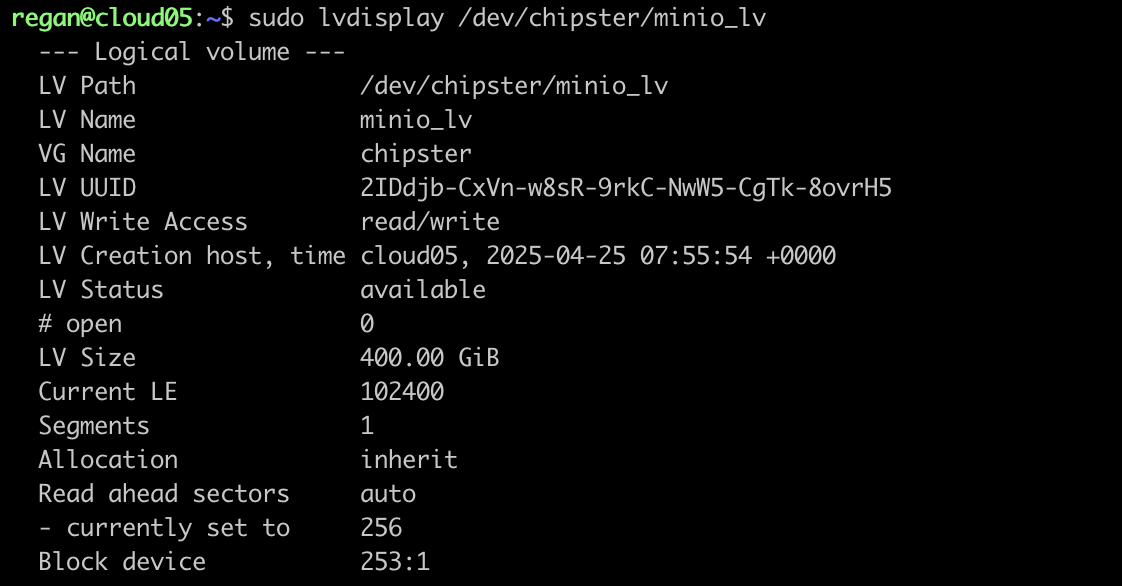 regan@cloud05:~$ sudo lvdisplay /dev/chipster/minio_lv
--- Logical volume ---
LV Path /dev/chipster/minio_lv
LV Name minio_lv
VG Name chipster
LV UUID 2IDdjb-CxVn-w8sR-9rkC-NwW5-CgTk-8ovrH5
LV Write Access read/write
LV Creation host, time cloud05, 2025-04-25 07:55:54 +0000
LV Status available
# open 0
LV Size 400.00 GiB
Current LE 102400
Segments 1
Allocation inherit
Read ahead sectors auto
- currently set to 256
Block device 253:1